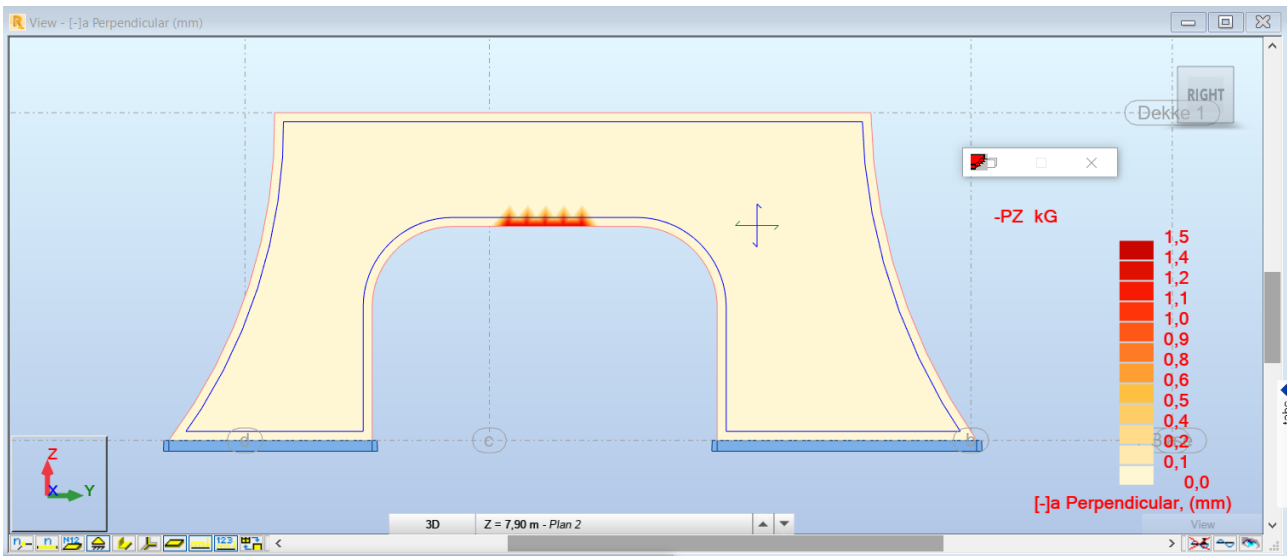 View - [-]a Perpendicular (mm)
RIGHT
Dekke 1
-PZ kG
1,5
1,4
1,2
1,1
1,0
0,9
0,8
0,6
0,5
0,4
0,2
0,1
0,0
[-]a Perpendicular, (mm)
d
c
b
Z
X
Y
3D
Z = 7,90 m - Plan 2
View